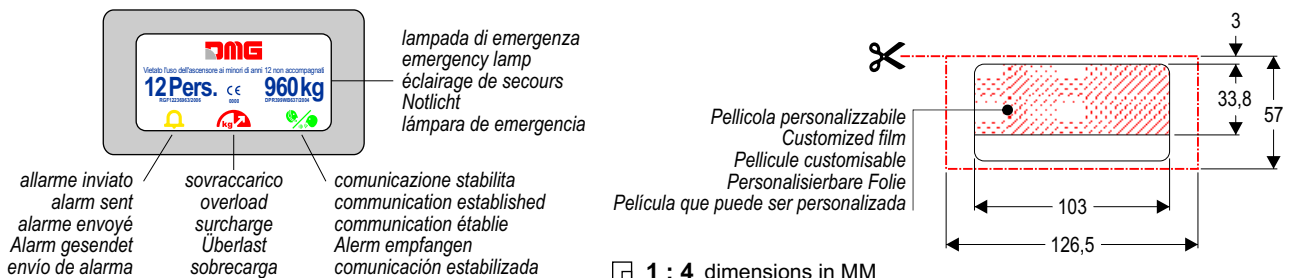 DMG
Vietato l'uso dell'ascensore ai minori di anni 12 non accompagnati
12 Pers. CE 960 kg
0000
kg
lampada di emergenza
emergency lamp
éclairage de secours
Notlicht
lámpara de emergencia
allarme inviato
alarm sent
alarme envoyé
Alarm gesendet
envío de alarma
sovraccarico
overload
surcharge
Überlast
sobrecarga
comunicazione stabilita
communication established
communication établie
Alerm empfangen
comunicación estabilizada
Pellicola personalizzabile
Customized film
Pellicule customisable
Personalisierbare Folie
Película que puede ser personalizada
3
33,8
57
103
126,5
1 : 4 dimensions in MM